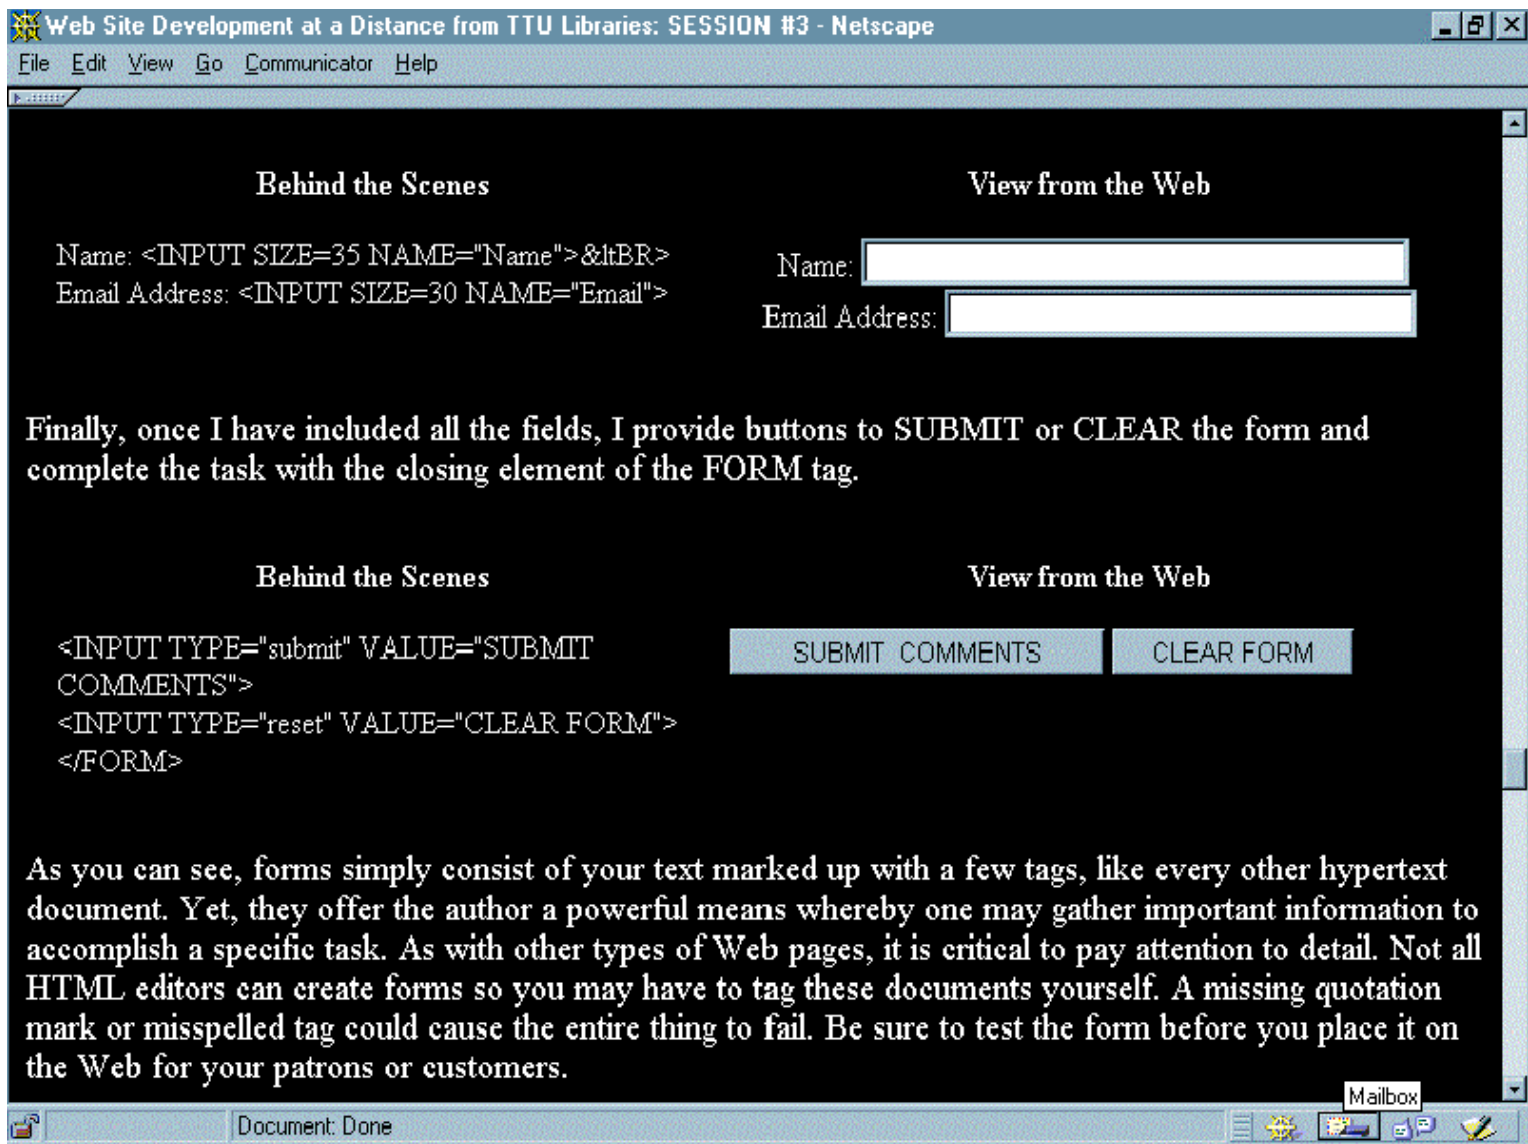 Web Site Development at a Distance from TTU Libraries: SESSION #3 - Netscape
File Edit View Go Communicator Help
Behind the Scenes
View from the Web
Name: <INPUT SIZE=35 NAME="Name">&ltBR>
Email Address: <INPUT SIZE=30 NAME="Email">
Name:
Email Address:
Finally, once I have included all the fields, I provide buttons to SUBMIT or CLEAR the form and
complete the task with the closing element of the FORM tag.
Behind the Scenes
View from the Web
<INPUT TYPE="submit" VALUE="SUBMIT
COMMENTS">
<INPUT TYPE="reset" VALUE="CLEAR FORM">
</FORM>
SUBMIT COMMENTS
CLEAR FORM
As you can see, forms simply consist of your text marked up with a few tags, like every other hypertext
document. Yet, they offer the author a powerful means whereby one may gather important information to
accomplish a specific task. As with other types of Web pages, it is critical to pay attention to detail. Not all
HTML editors can create forms so you may have to tag these documents yourself. A missing quotation
mark or misspelled tag could cause the entire thing to fail. Be sure to test the form before you place it on
the Web for your patrons or customers.
Mailbox
Document: Done